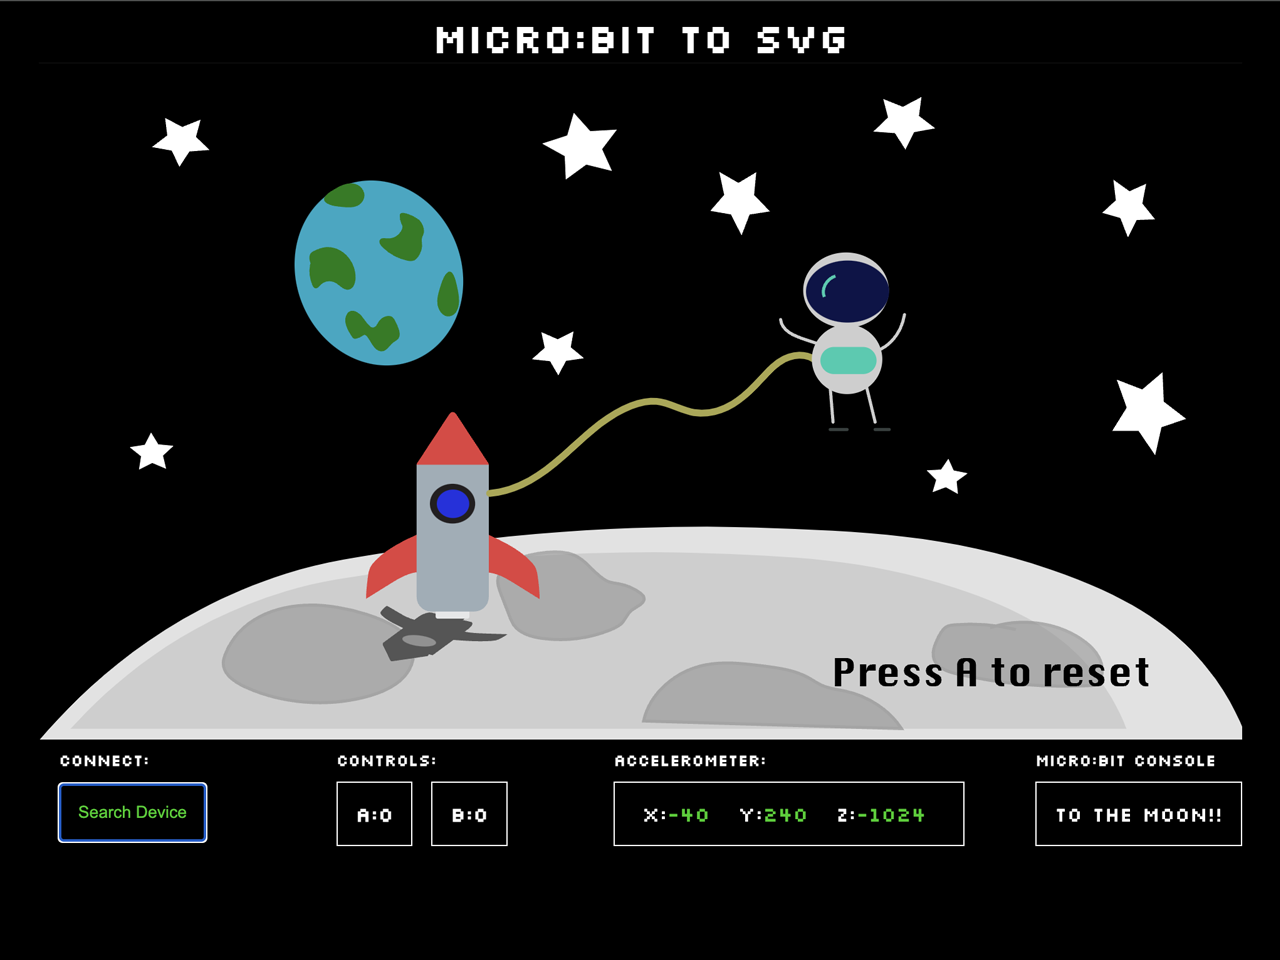 MICRO:BIT TO SVG
Press A to reset
CONNECT:
CONTROLS:
ACCELEROMETER:
MICRO:BIT CONSOLE
Search Device
A:0
B:0
X:-40 Y:240 Z:-1024
TO THE MOON!!